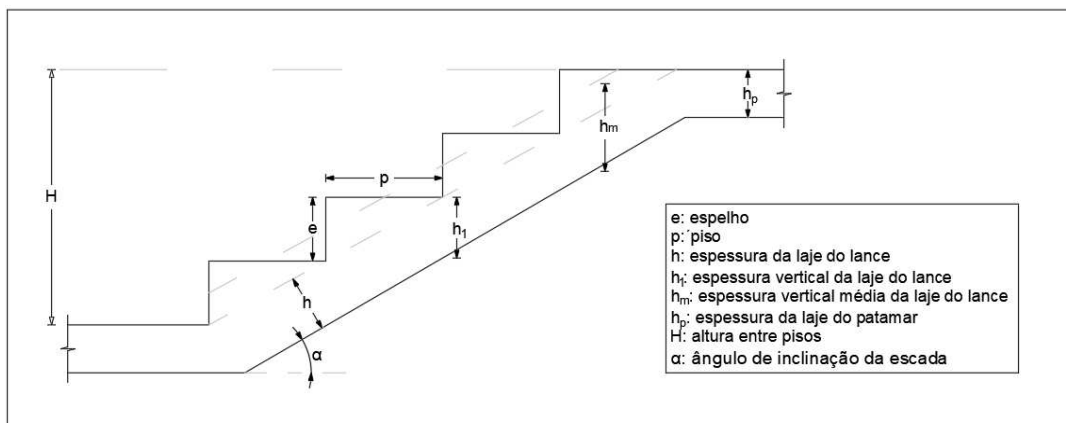 H
e
p
h
α
h1
hm
hp
e: espelho
p:´piso
h: espessura da laje do lance
h1: espessura vertical da laje do lance
hm: espessura vertical média da laje do lance
hp: espessura da laje do patamar
H: altura entre pisos
α: ângulo de inclinação da escada